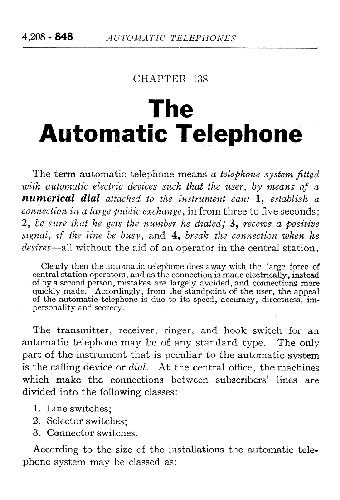 4,208 - 848 AUTOMATIC TELEPHONES
CHAPTER 138
The
Automatic Telephone
The term automatic telephone means a telephone system fitted
with automatic electric devices such that the user, by means of a
numerical dial attached to the instrument can: 1, establish a
connection in a large public exchange, in from three to five seconds;
2, be sure that he gets the number he dialed; 3, receive a positive
signal, if the line be busy, and 4, break the connection when he
desires—all without the aid of an operator in the central station.
Clearly then the automatic telephone does away with the large force of
central station operators, and as the connection is made electrically, instead
of by a second person, mistakes are largely avoided, and connections more
quickly made. Accordingly, from the standpoint of the user, the appeal
of the automatic telephone is due to its speed, accuracy, directness, im-
personality and secrecy.
The transmitter, receiver, ringer, and hook switch for an
automatic telephone may be of any standard type. The only
part of the instrument that is peculiar to the automatic system
is the calling device or dial. At the central office, the machines
which make the connections between subscribers' lines are
divided into the following classes:
1. Line switches;
2. Selector switches;
3. Connector switches.
According to the size of the installations the automatic tele-
phone system may be classed as: